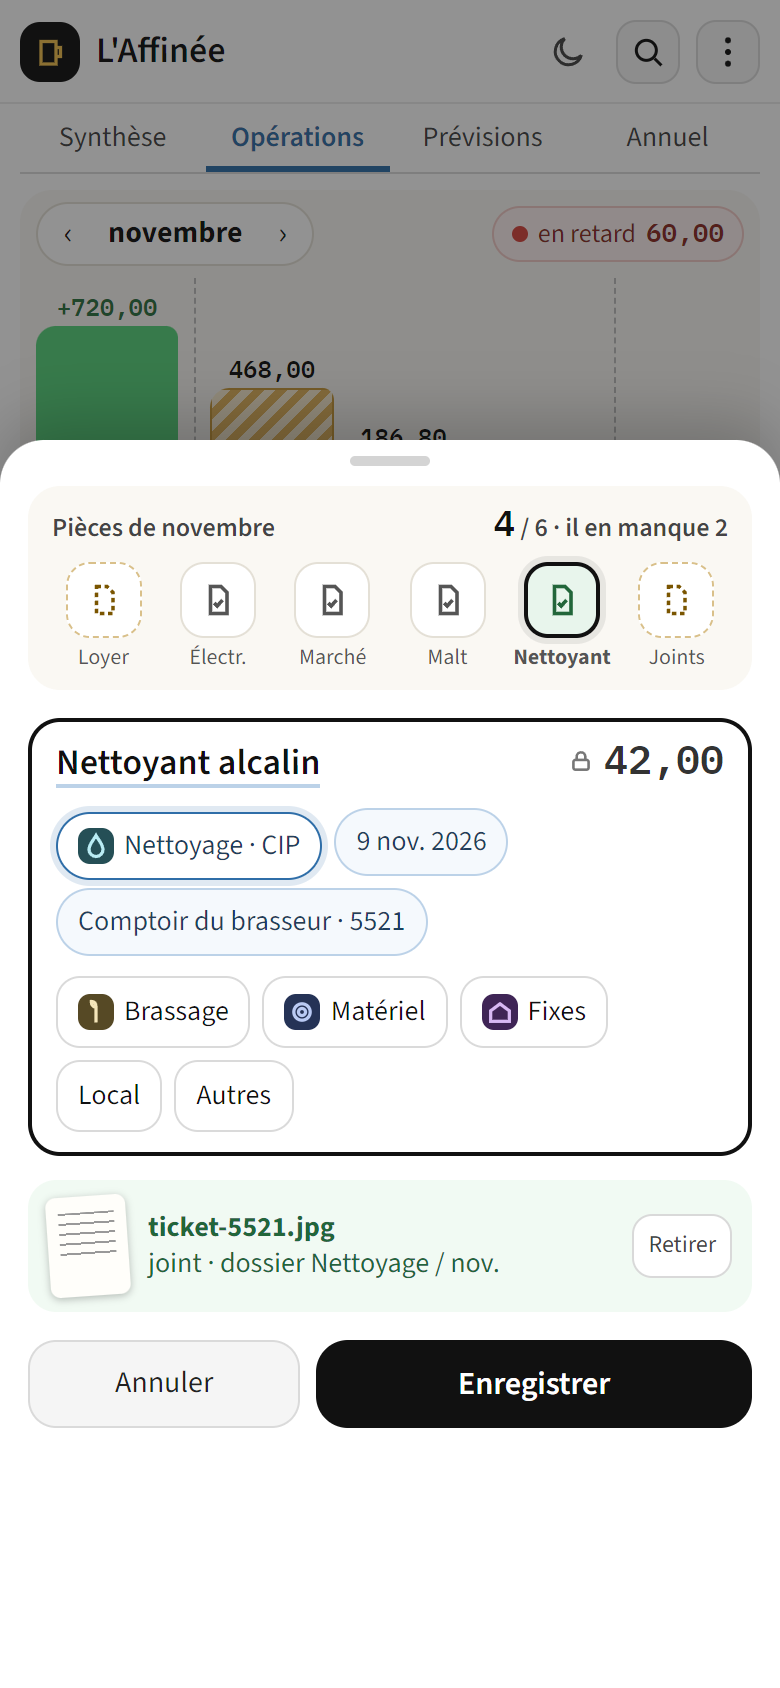 L'Affinée
Synthèse Opérations Prévisions Annuel
‹ novembre › en retard 60,00
+720,00
468,00
186,80
Pièces de novembre 4 / 6 · il en manque 2
Loyer Électr. Marché Malt Nettoyant Joints
Nettoyant alcalin 42,00
Nettoyage · CIP 9 nov. 2026
Comptoir du brasseur · 5521
Brassage Matériel Fixes
Local Autres
ticket-5521.jpg
joint · dossier Nettoyage / nov.
Retirer
Annuler Enregistrer